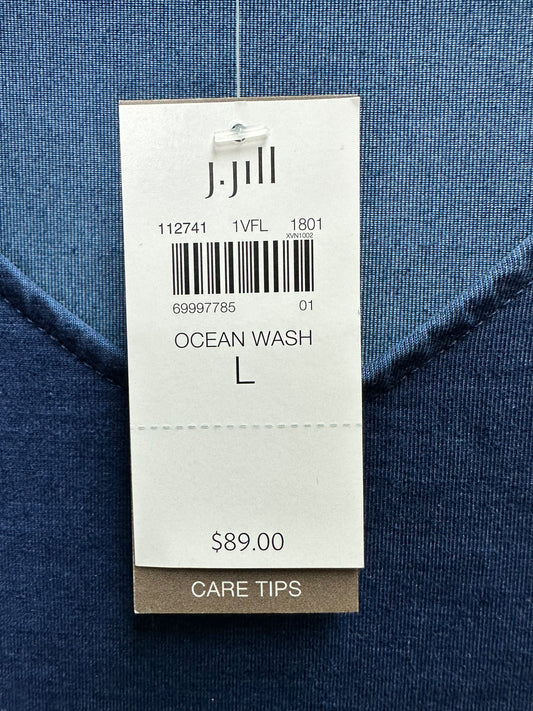 J.Jill
112741 1VFL 1801
XVN1002
69997785 01
OCEAN WASH
L
$89.00
CARE TIPS